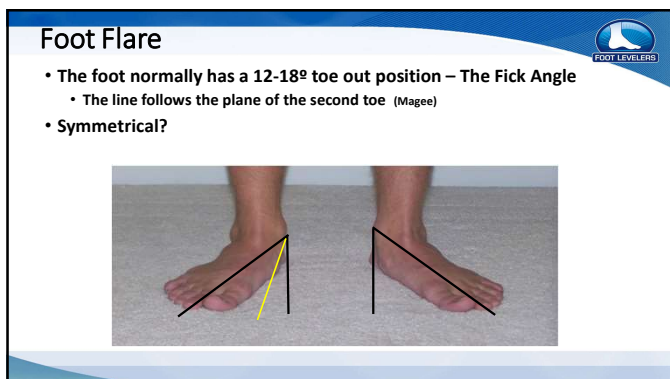 Foot Flare
FOOT LEVELERS
• The foot normally has a 12-18º toe out position – The Fick Angle
• The line follows the plane of the second toe (Magee)
• Symmetrical?